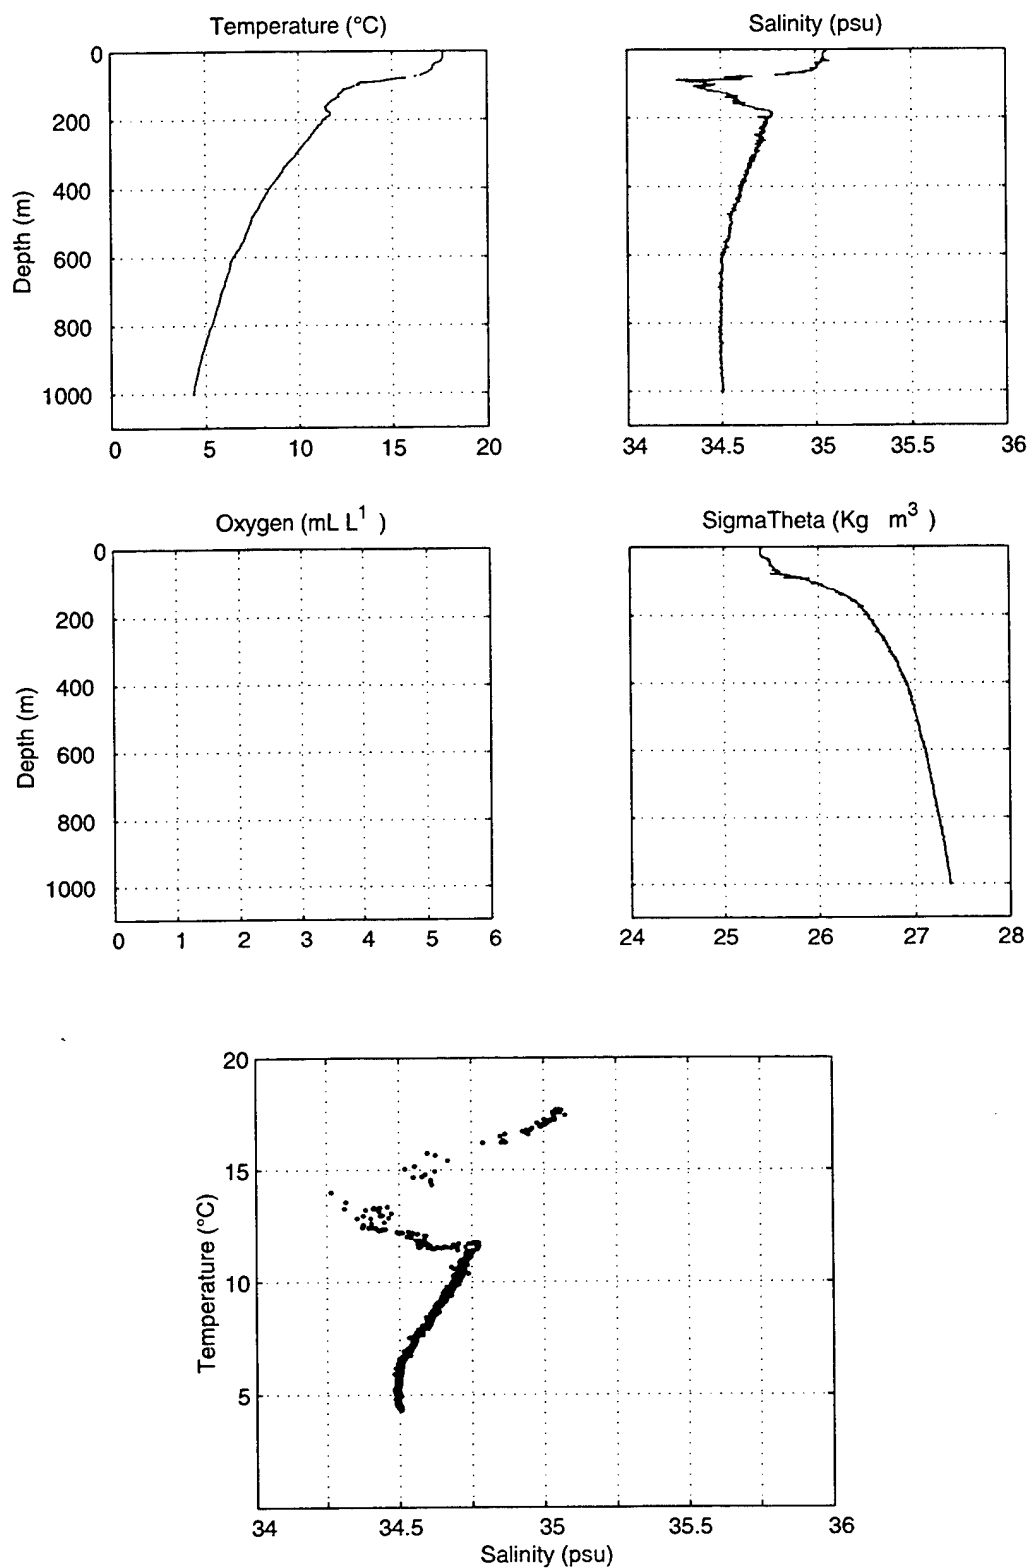 Temperature (°C)
Salinity (psu)
0
200
400
600
800
1000
Depth (m)
0 5 10 15 20
34 34.5 35 35.5 36
Oxygen (mL L1 )
SigmaTheta (Kg m3 )
0
200
400
600
800
1000
Depth (m)
0 1 2 3 4 5 6
24 25 26 27 28
20
15
10
5
Temperature (°C)
34 34.5 35 35.5 36
Salinity (psu)